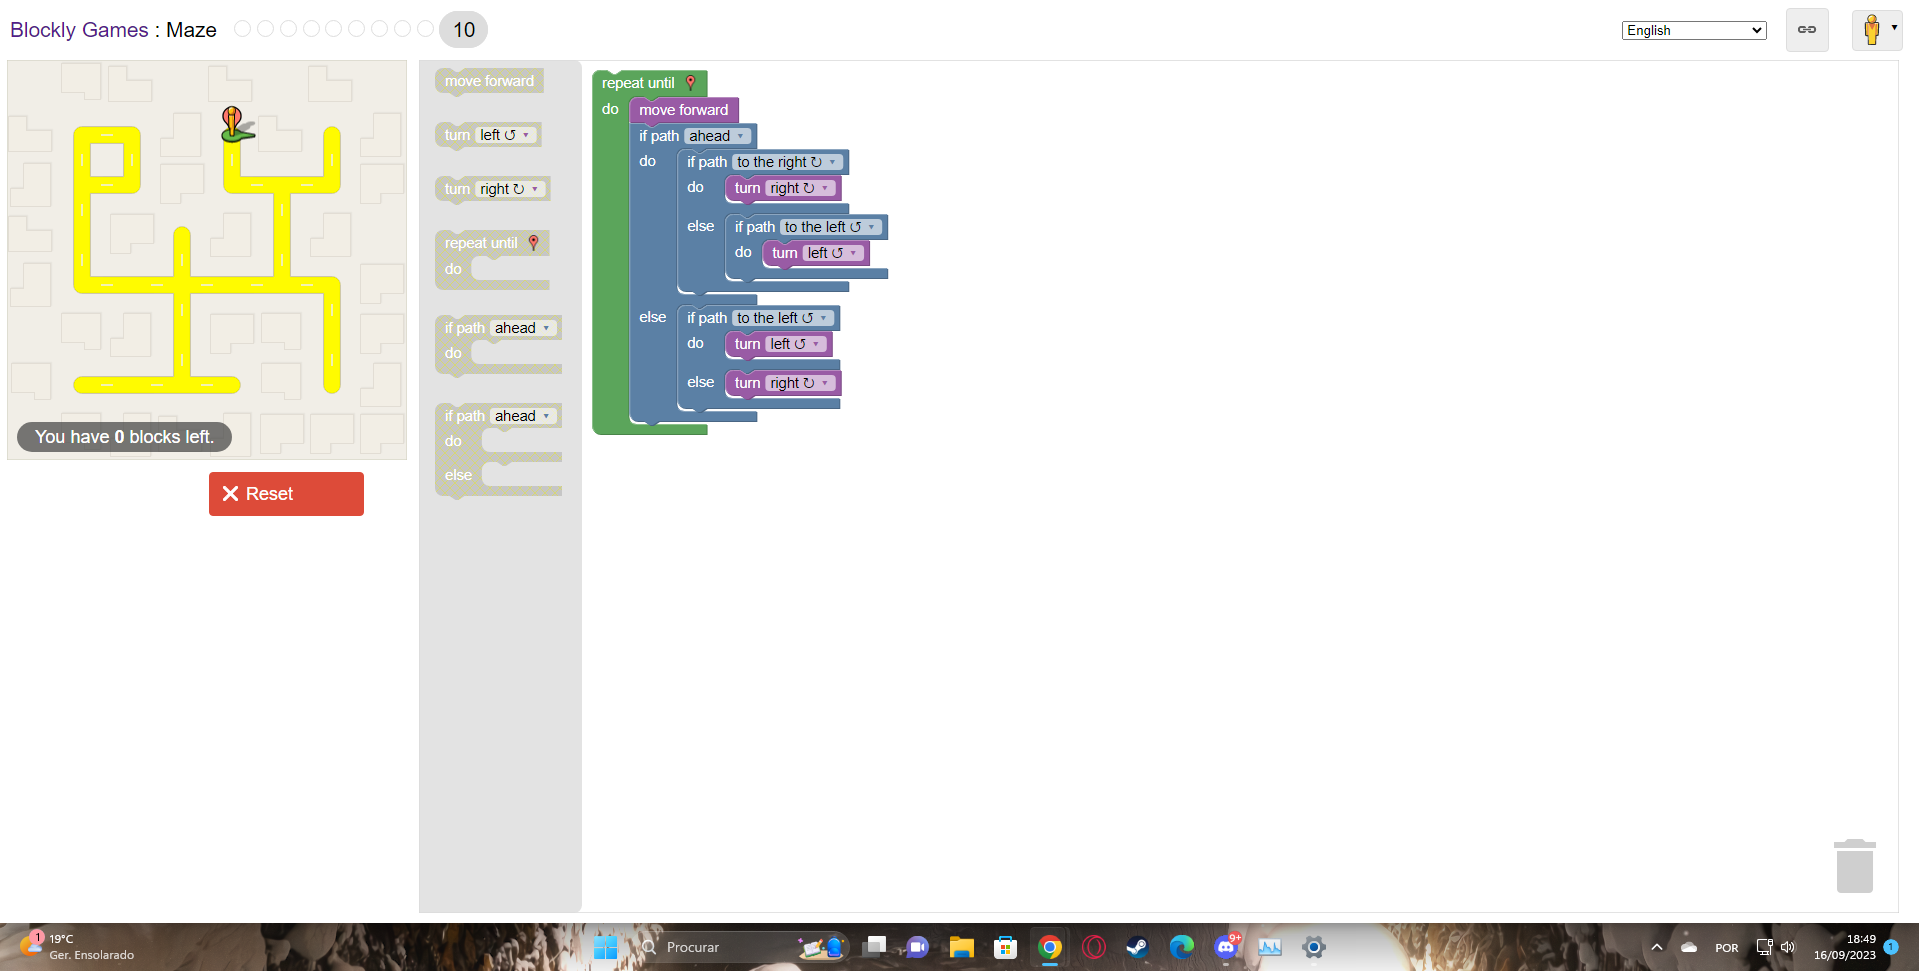 Blockly Games : Maze 10
English
You have 0 blocks left.
Reset
move forward
turn left ↺
turn right ↻
repeat until
do
if path ahead
do
if path ahead
do
else
repeat until
do move forward
if path ahead
do if path to the right ↻
do turn right ↻
else if path to the left ↺
do turn left ↺
else if path to the left ↺
do turn left ↺
else turn right ↻
1
19°C
Ger. Ensolarado
Procurar
9+
POR
18:49
16/09/2023
1